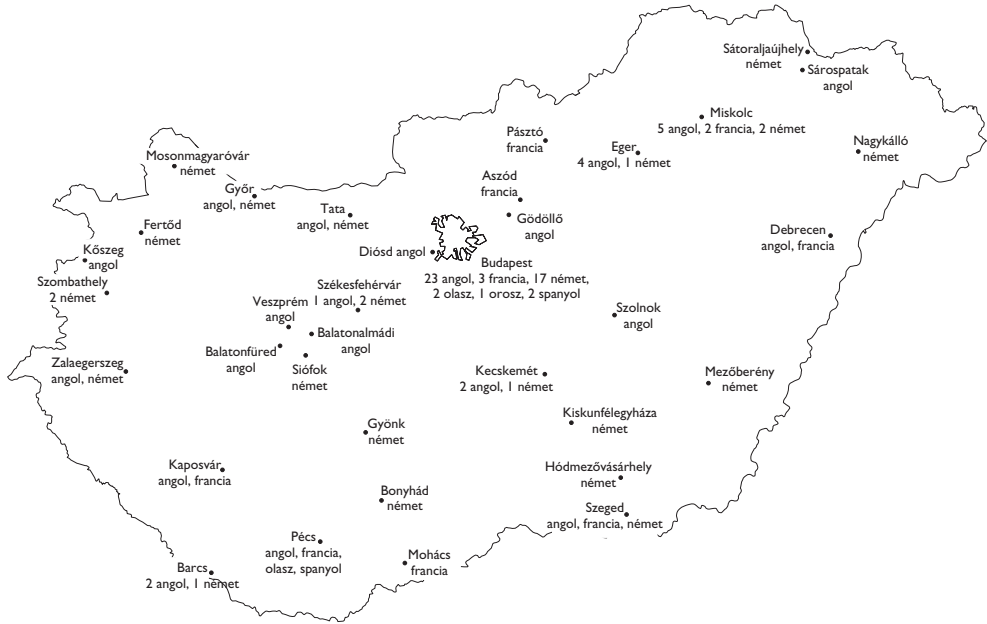 Sátoraljaújhely
német
Sárospatak
angol
Miskolc
5 angol, 2 francia, 2 német
Pásztó
francia
Eger
4 angol, 1 német
Nagykálló
német
Mosonmagyaróvár
német
Aszód
francia
Győr
angol, német
Tata
angol, német
Gödöllő
angol
Fertőd
német
Debrecen
angol, francia
Kőszeg
angol
Diósd angol
Budapest
23 angol, 3 francia, 17 német,
2 olasz, 1 orosz, 2 spanyol
Szombathely
2 német
Székesfehérvár
1 angol, 2 német
Veszprém
angol
Szolnok
angol
Balatonalmádi
angol
Balatonfüred
angol
Siófok
német
Zalaegerszeg
angol, német
Kecskemét
2 angol, 1 német
Mezőberény
német
Kiskunfélegyháza
német
Gyönk
német
Kaposvár
angol, francia
Hódmezővásárhely
német
Bonyhád
német
Szeged
angol, francia, német
Pécs
angol, francia,
olasz, spanyol
Mohács
francia
Barcs
2 angol, 1 német